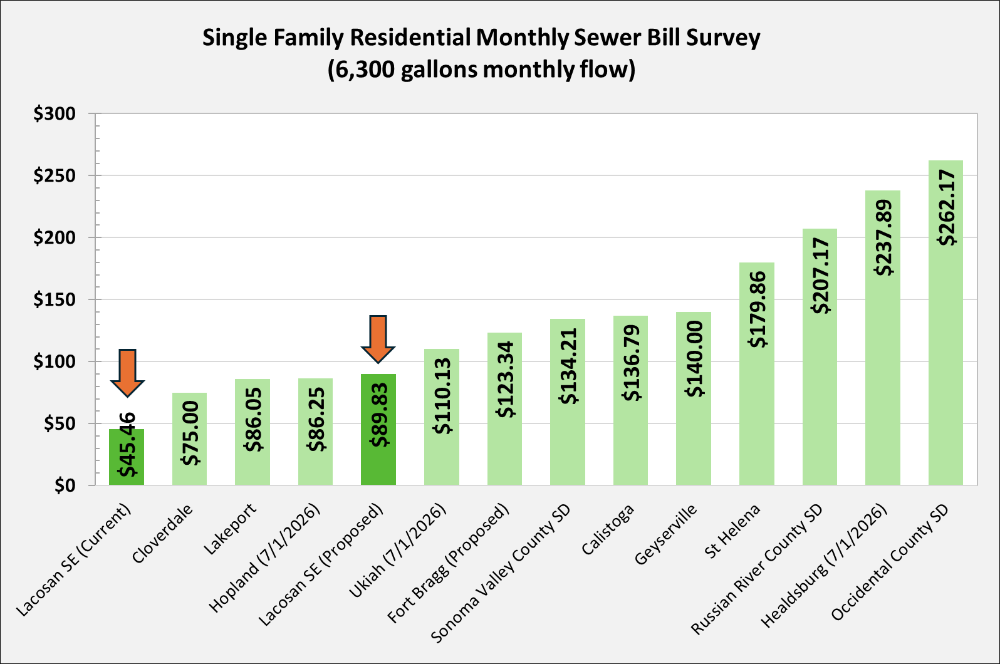 Single Family Residential Monthly Sewer Bill Survey
(6,300 gallons monthly flow)
$300
$250
$200
$150
$100
$50
$0
$45.46
$75.00
$86.05
$86.25
$89.83
$110.13
$123.34
$134.21
$136.79
$140.00
$179.86
$207.17
$237.89
$262.17
Lacosan SE (Current)
Cloverdale
Lakeport
Hopland (7/1/2026)
Lacosan SE (Proposed)
Ukiah (7/1/2026)
Fort Bragg (Proposed)
Sonoma Valley County SD
Calistoga
Geyserville
St Helena
Russian River County SD
Healdsburg (7/1/2026)
Occidental County SD